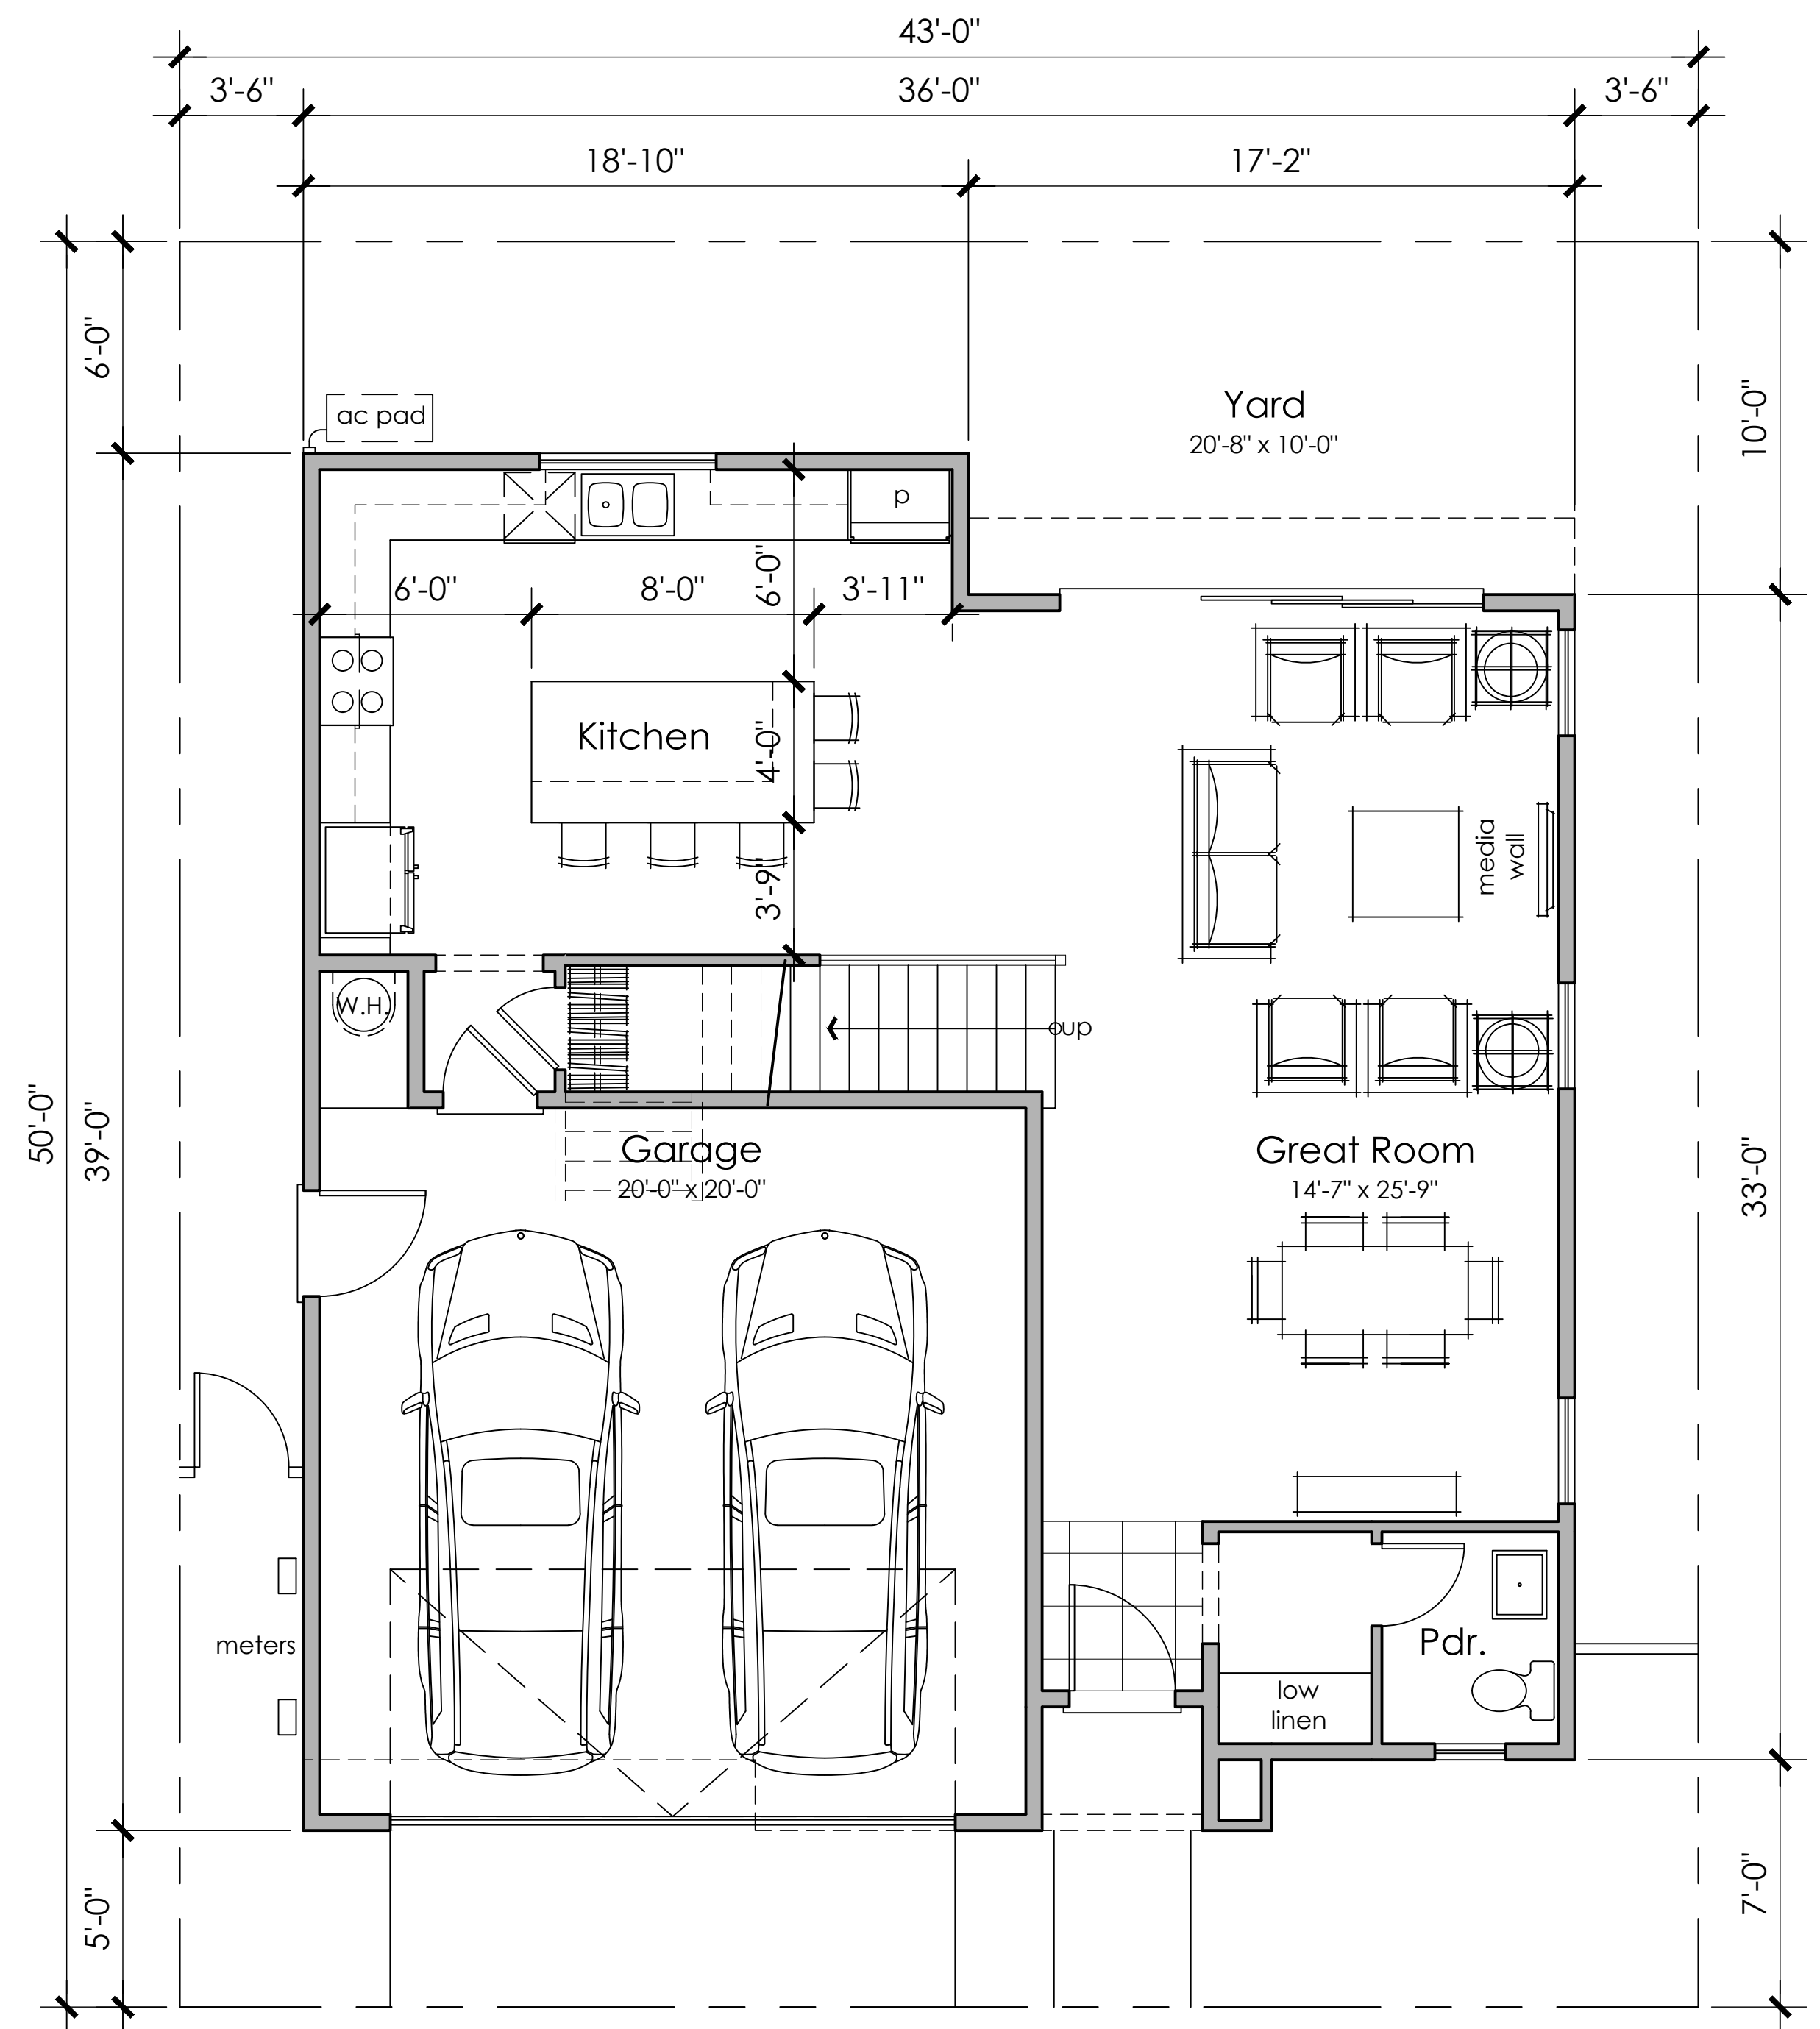 43'-0"
3'-6"
36'-0"
3'-6"
18'-10"
17'-2"
6'-0"
10'-0"
ac pad
Yard
20'-8" x 10'-0"
p
6'-0"
8'-0"
6'-0"
3'-11"
Kitchen
4'-0"
3'-9"
media
wall
W.H.
up
50'-0"
39'-0"
33'-0"
Garage
20'-0" x 20'-0"
Great Room
14'-7" x 25'-9"
meters
Pdr.
low
linen
5'-0"
7'-0"